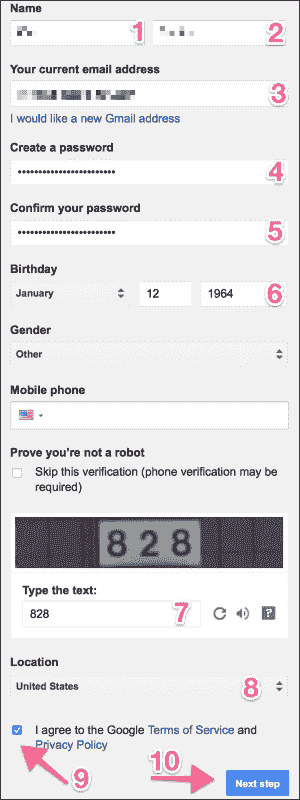 Name
1 2
Your current email address
3
I would like a new Gmail address
Create a password
•••••••••••••••••••••••• 4
Confirm your password
•••••••••••••••••••••••• 5
Birthday
January 12 1964 6
Gender
Other
Mobile phone
Prove you're not a robot
Skip this verification (phone verification may be
required)
828
Type the text:
828 7 ?
Location
United States 8
I agree to the Google Terms of Service and
Privacy Policy
9 10 Next step